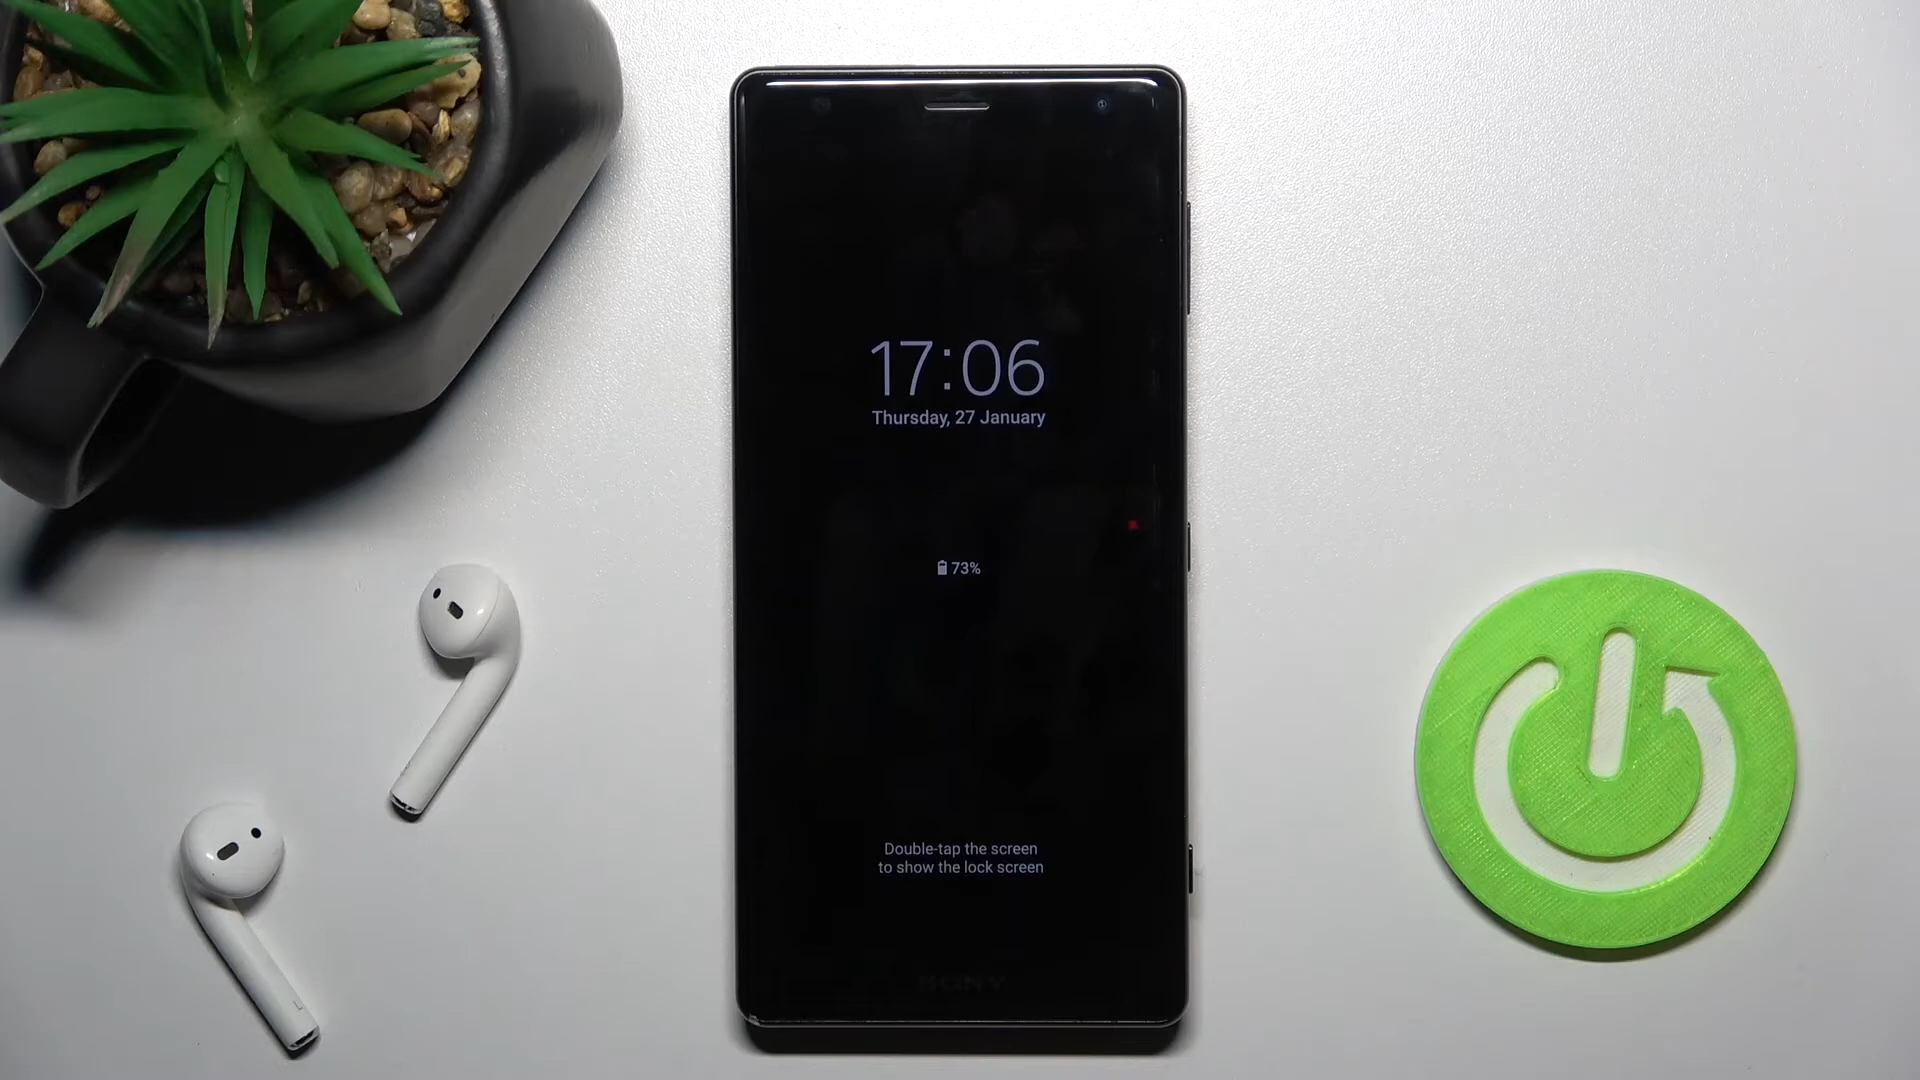 17:06
Thursday, 27 January
73%
Double-tap the screen
to show the lock screen
SONY
L